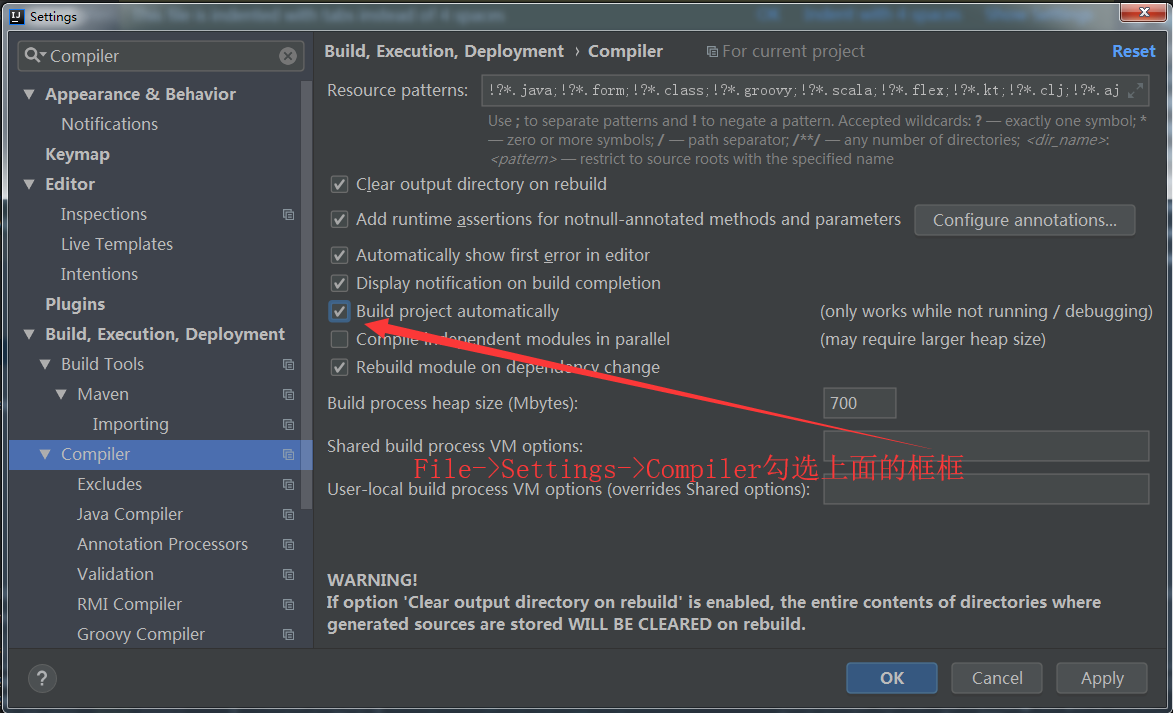 Settings
Compiler
Appearance & Behavior
Notifications
Keymap
Editor
Inspections
Live Templates
Intentions
Plugins
Build, Execution, Deployment
Build Tools
Maven
Importing
Compiler
Excludes
Java Compiler
Annotation Processors
Validation
RMI Compiler
Groovy Compiler
Build, Execution, Deployment › Compiler
For current project
Reset
Resource patterns: !?*.java;!?*.form;!?*.class;!?*.groovy;!?*.scala;!?*.flex;!?*.kt;!?*.clj;!?*.aj
Use ; to separate patterns and ! to negate a pattern. Accepted wildcards: ? — exactly one symbol; *
— zero or more symbols; / — path separator; /**/ — any number of directories; <dir_name>:
<pattern> — restrict to source roots with the specified name
Clear output directory on rebuild
Add runtime assertions for notnull-annotated methods and parameters
Configure annotations...
Automatically show first error in editor
Display notification on build completion
Build project automatically (only works while not running / debugging)
Compile independent modules in parallel (may require larger heap size)
Rebuild module on dependency change
Build process heap size (Mbytes): 700
Shared build process VM options:
File->Settings->Compiler勾选上面的框框
User-local build process VM options (overrides Shared options):
WARNING!
If option 'Clear output directory on rebuild' is enabled, the entire contents of directories where
generated sources are stored WILL BE CLEARED on rebuild.
?
OK
Cancel
Apply